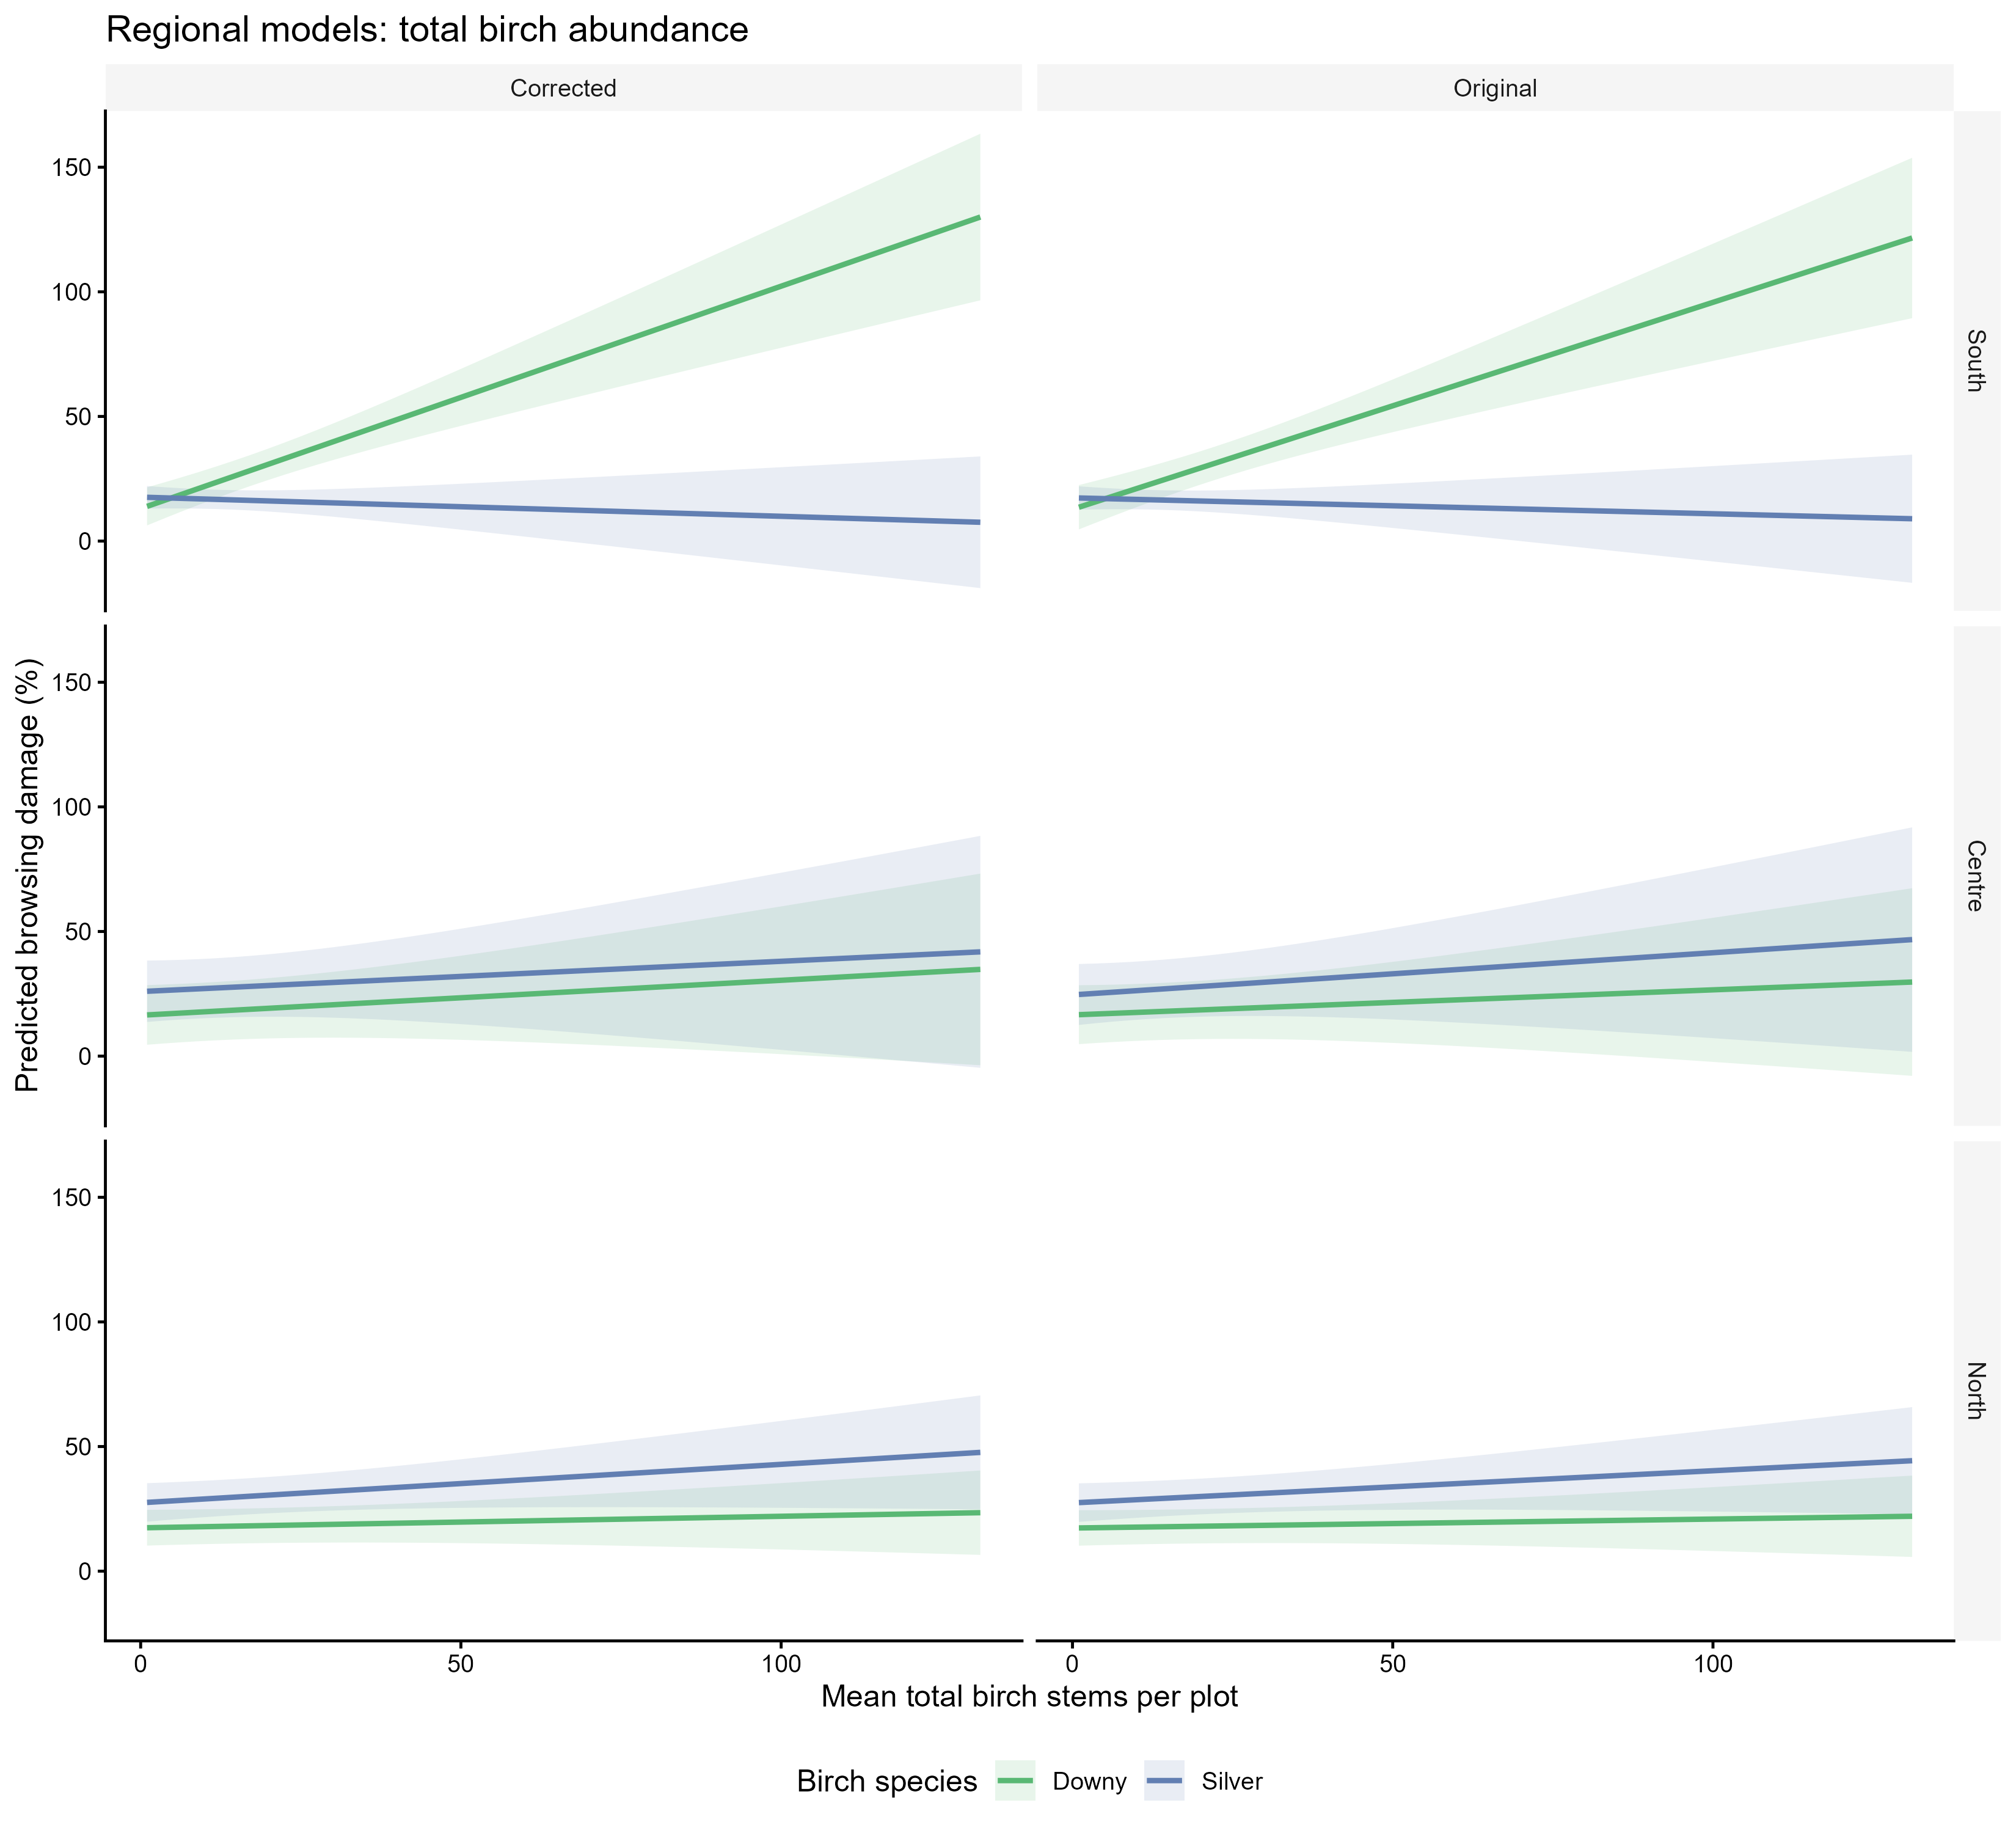 Regional models: total birch abundance
Corrected
Original
150
100
50
0
South
150
100
50
0
Centre
150
100
50
0
North
Predicted browsing damage (%)
0
50
100
0
50
100
Mean total birch stems per plot
Birch species
Downy
Silver